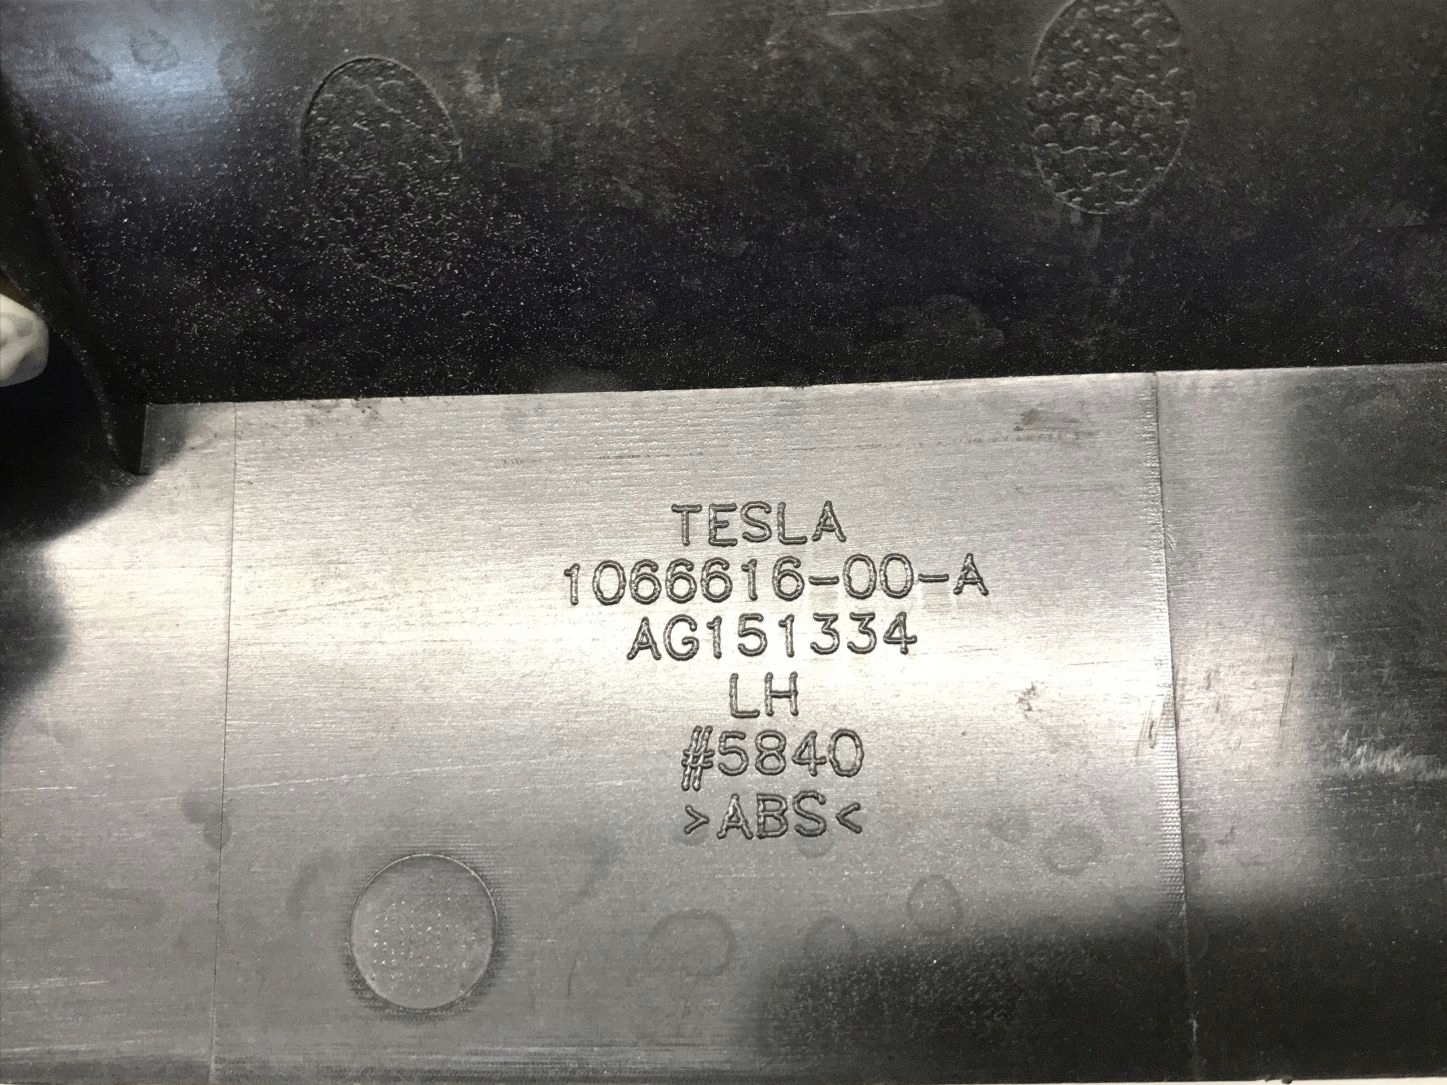 TESLA
1066616-00-A
AG151334
LH
#5840
>ABS<